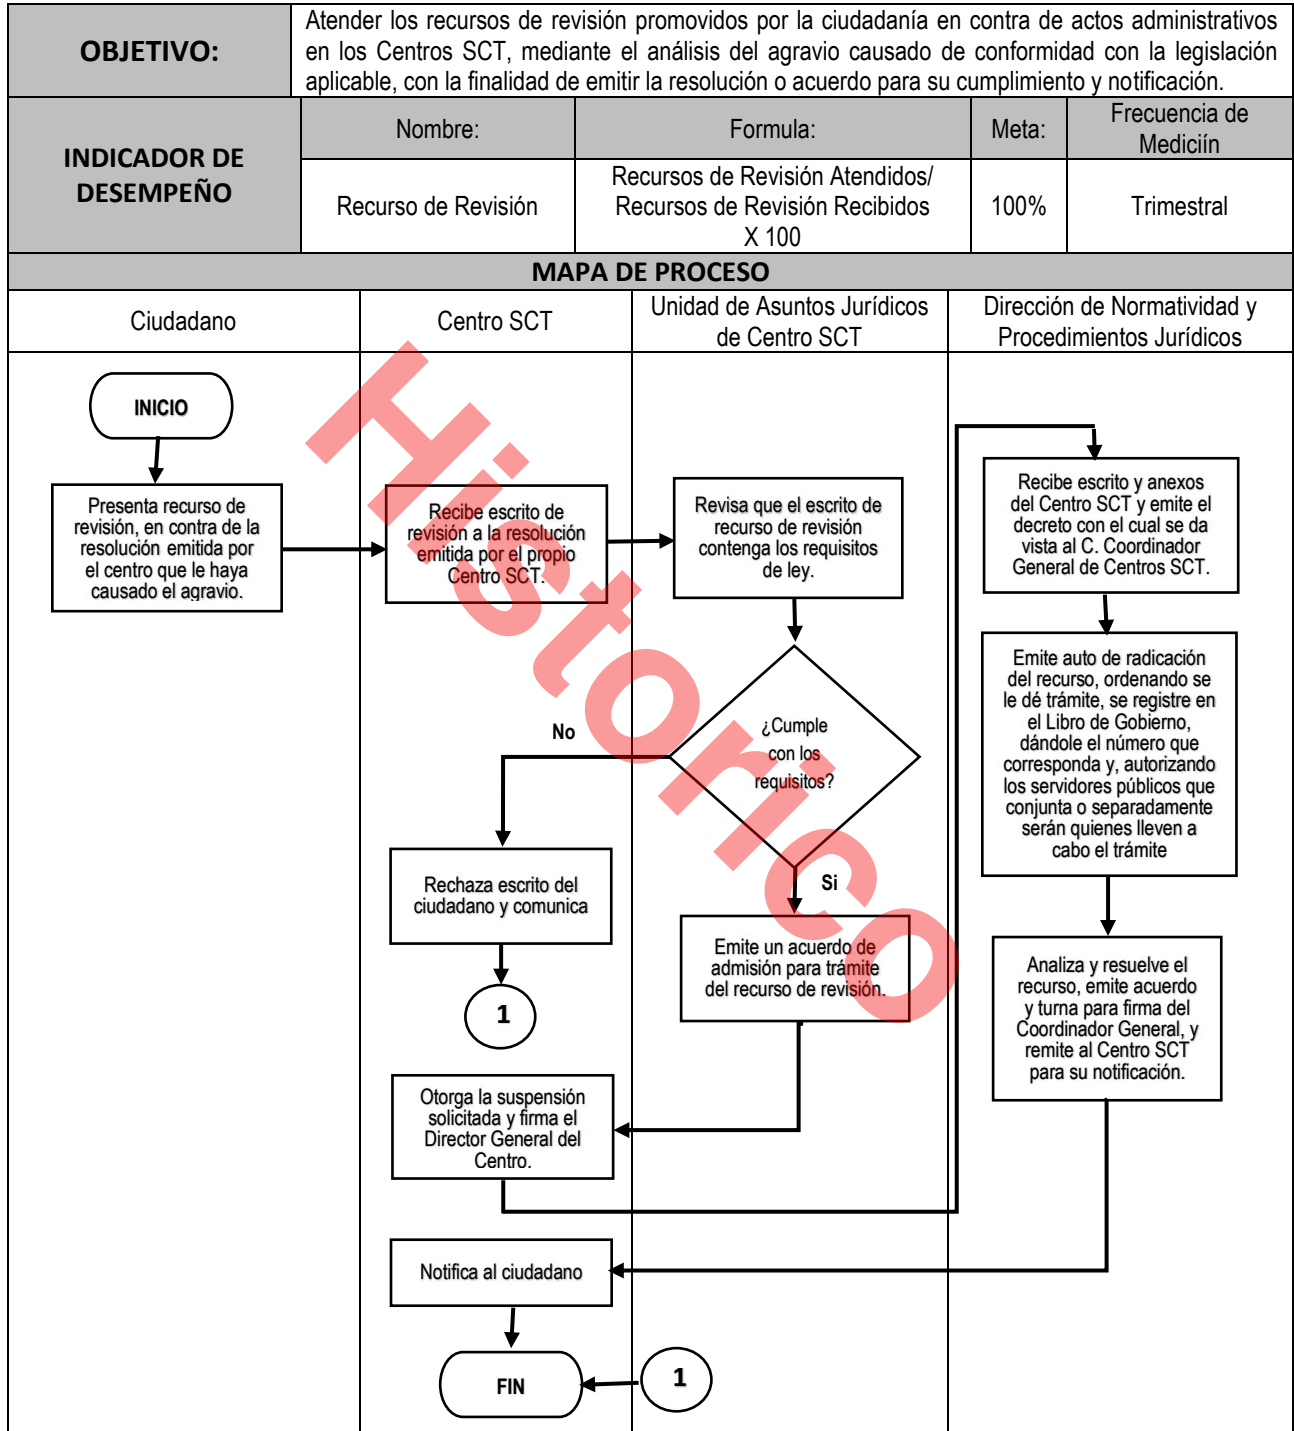 OBJETIVO:
Atender los recursos de revisión promovidos por la ciudadanía en contra de actos administrativos
en los Centros SCT, mediante el análisis del agravio causado de conformidad con la legislación
aplicable, con la finalidad de emitir la resolución o acuerdo para su cumplimiento y notificación.
INDICADOR DE
DESEMPEÑO
Nombre:
Formula:
Meta:
Frecuencia de
Mediciín
Recurso de Revisión
Recursos de Revisión Atendidos/
Recursos de Revisión Recibidos
X 100
100%
Trimestral
MAPA DE PROCESO
Ciudadano
Centro SCT
Unidad de Asuntos Jurídicos
de Centro SCT
Dirección de Normatividad y
Procedimientos Jurídicos
INICIO
Presenta recurso de
revisión, en contra de la
resolución emitida por
el centro que le haya
causado el agravio.
Recibe escrito de
revisión a la resolución
emitida por el propio
Centro SCT.
Revisa que el escrito de
recurso de revisión
contenga los requisitos
de ley.
¿Cumple
con los
requisitos?
No
Si
Rechaza escrito del
ciudadano y comunica
1
Emite un acuerdo de
admisión para trámite
del recurso de revisión.
Otorga la suspensión
solicitada y firma el
Director General del
Centro.
Recibe escrito y anexos
del Centro SCT y emite el
decreto con el cual se da
vista al C. Coordinador
General de Centros SCT.
Emite auto de radicación
del recurso, ordenando se
le dé trámite, se registre en
el Libro de Gobierno,
dándole el número que
corresponda y, autorizando
los servidores públicos que
conjunta o separadamente
serán quienes lleven a
cabo el trámite
Analiza y resuelve el
recurso, emite acuerdo
y turna para firma del
Coordinador General, y
remite al Centro SCT
para su notificación.
Notifica al ciudadano
FIN
1
Historico